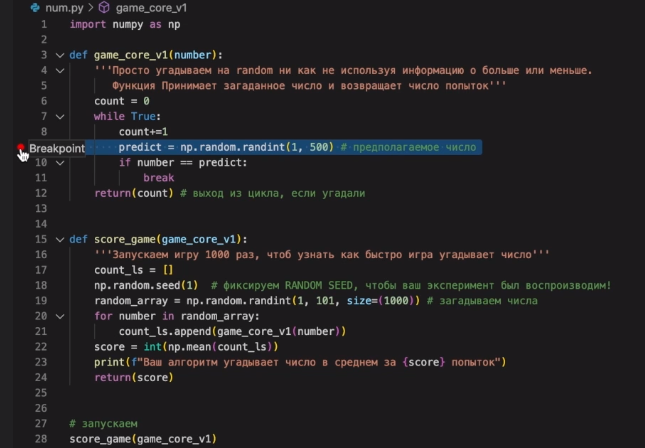 num.py > game_core_v1
1 import numpy as np
2
3 def game_core_v1(number):
4 '''Просто угадываем на random ни как не используя информацию о больше или меньше.
5 Функция Принимает загаданное число и возвращает число попыток'''
6 count = 0
7 while True:
8 count+=1
Breakpoint predict = np.random.randint(1, 500) # предполагаемое число
10 if number == predict:
11 break
12 return(count) # выход из цикла, если угадали
13
14
15 def score_game(game_core_v1):
16 '''Запускаем игру 1000 раз, чтоб узнать как быстро игра угадывает число'''
17 count_ls = []
18 np.random.seed(1) # фиксируем RANDOM SEED, чтобы ваш эксперимент был воспроизводим!
19 random_array = np.random.randint(1, 101, size=(1000)) # загадываем числа
20 for number in random_array:
21 count_ls.append(game_core_v1(number))
22 score = int(np.mean(count_ls))
23 print(f"Ваш алгоритм угадывает число в среднем за {score} попыток")
24 return(score)
25
26
27 # запускаем
28 score_game(game_core_v1)